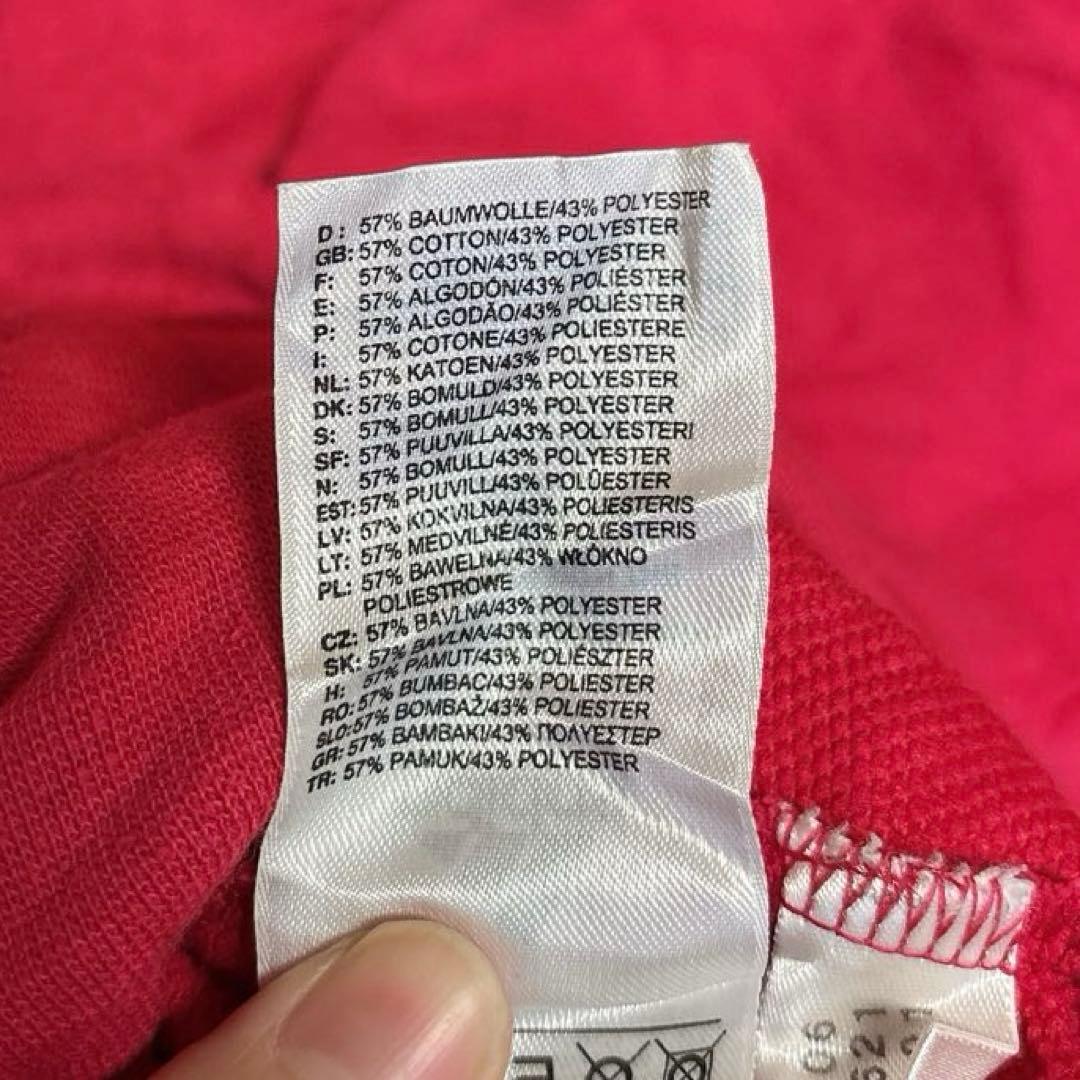 D: 57% BAUMWOLLE/43% POLYESTER
GB: 57% COTTON/43% POLYESTER
F: 57% COTON/43% POLYESTER
E: 57% ALGODÓN/43% POLIÉSTER
P: 57% ALGODÃO/43% POLIÉSTER
I: 57% COTONE/43% POLIESTERE
NL: 57% KATOEN/43% POLYESTER
DK: 57% BOMULD/43% POLYESTER
S: 57% BOMULL/43% POLYESTER
SF: 57% PUUVILLA/43% POLYESTERI
N: 57% BOMULL/43% POLYESTER
EST: 57% PUUVILL/43% POLÜESTER
LV: 57% KOKVILNA/43% POLIESTERIS
LT: 57% MEDVILNĖ/43% POLIESTERIS
PL: 57% BAWELNA/43% WŁÓKNO
POLIESTROWE
CZ: 57% BAVLNA/43% POLYESTER
SK: 57% BAVLNA/43% POLYESTER
H: 57% PAMUT/43% POLIÉSZTER
RO: 57% BUMBAC/43% POLIESTER
SLO: 57% BOMBAŽ/43% POLIESTER
GR: 57% ΒΑΜΒΑΚΙ/43% ΠΟΛΥΕΣΤΕΡ
TR: 57% PAMUK/43% POLYESTER